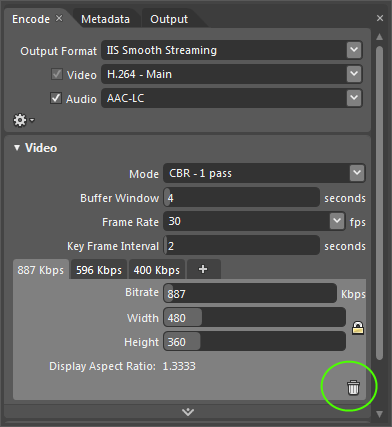 Encode × Metadata Output
Output Format IIS Smooth Streaming
Video H.264 - Main
Audio AAC-LC
Video
Mode CBR - 1 pass
Buffer Window 4 seconds
Frame Rate 30 fps
Key Frame Interval 2 seconds
887 Kbps 596 Kbps 400 Kbps +
Bitrate 887 Kbps
Width 480
Height 360
Display Aspect Ratio: 1.3333